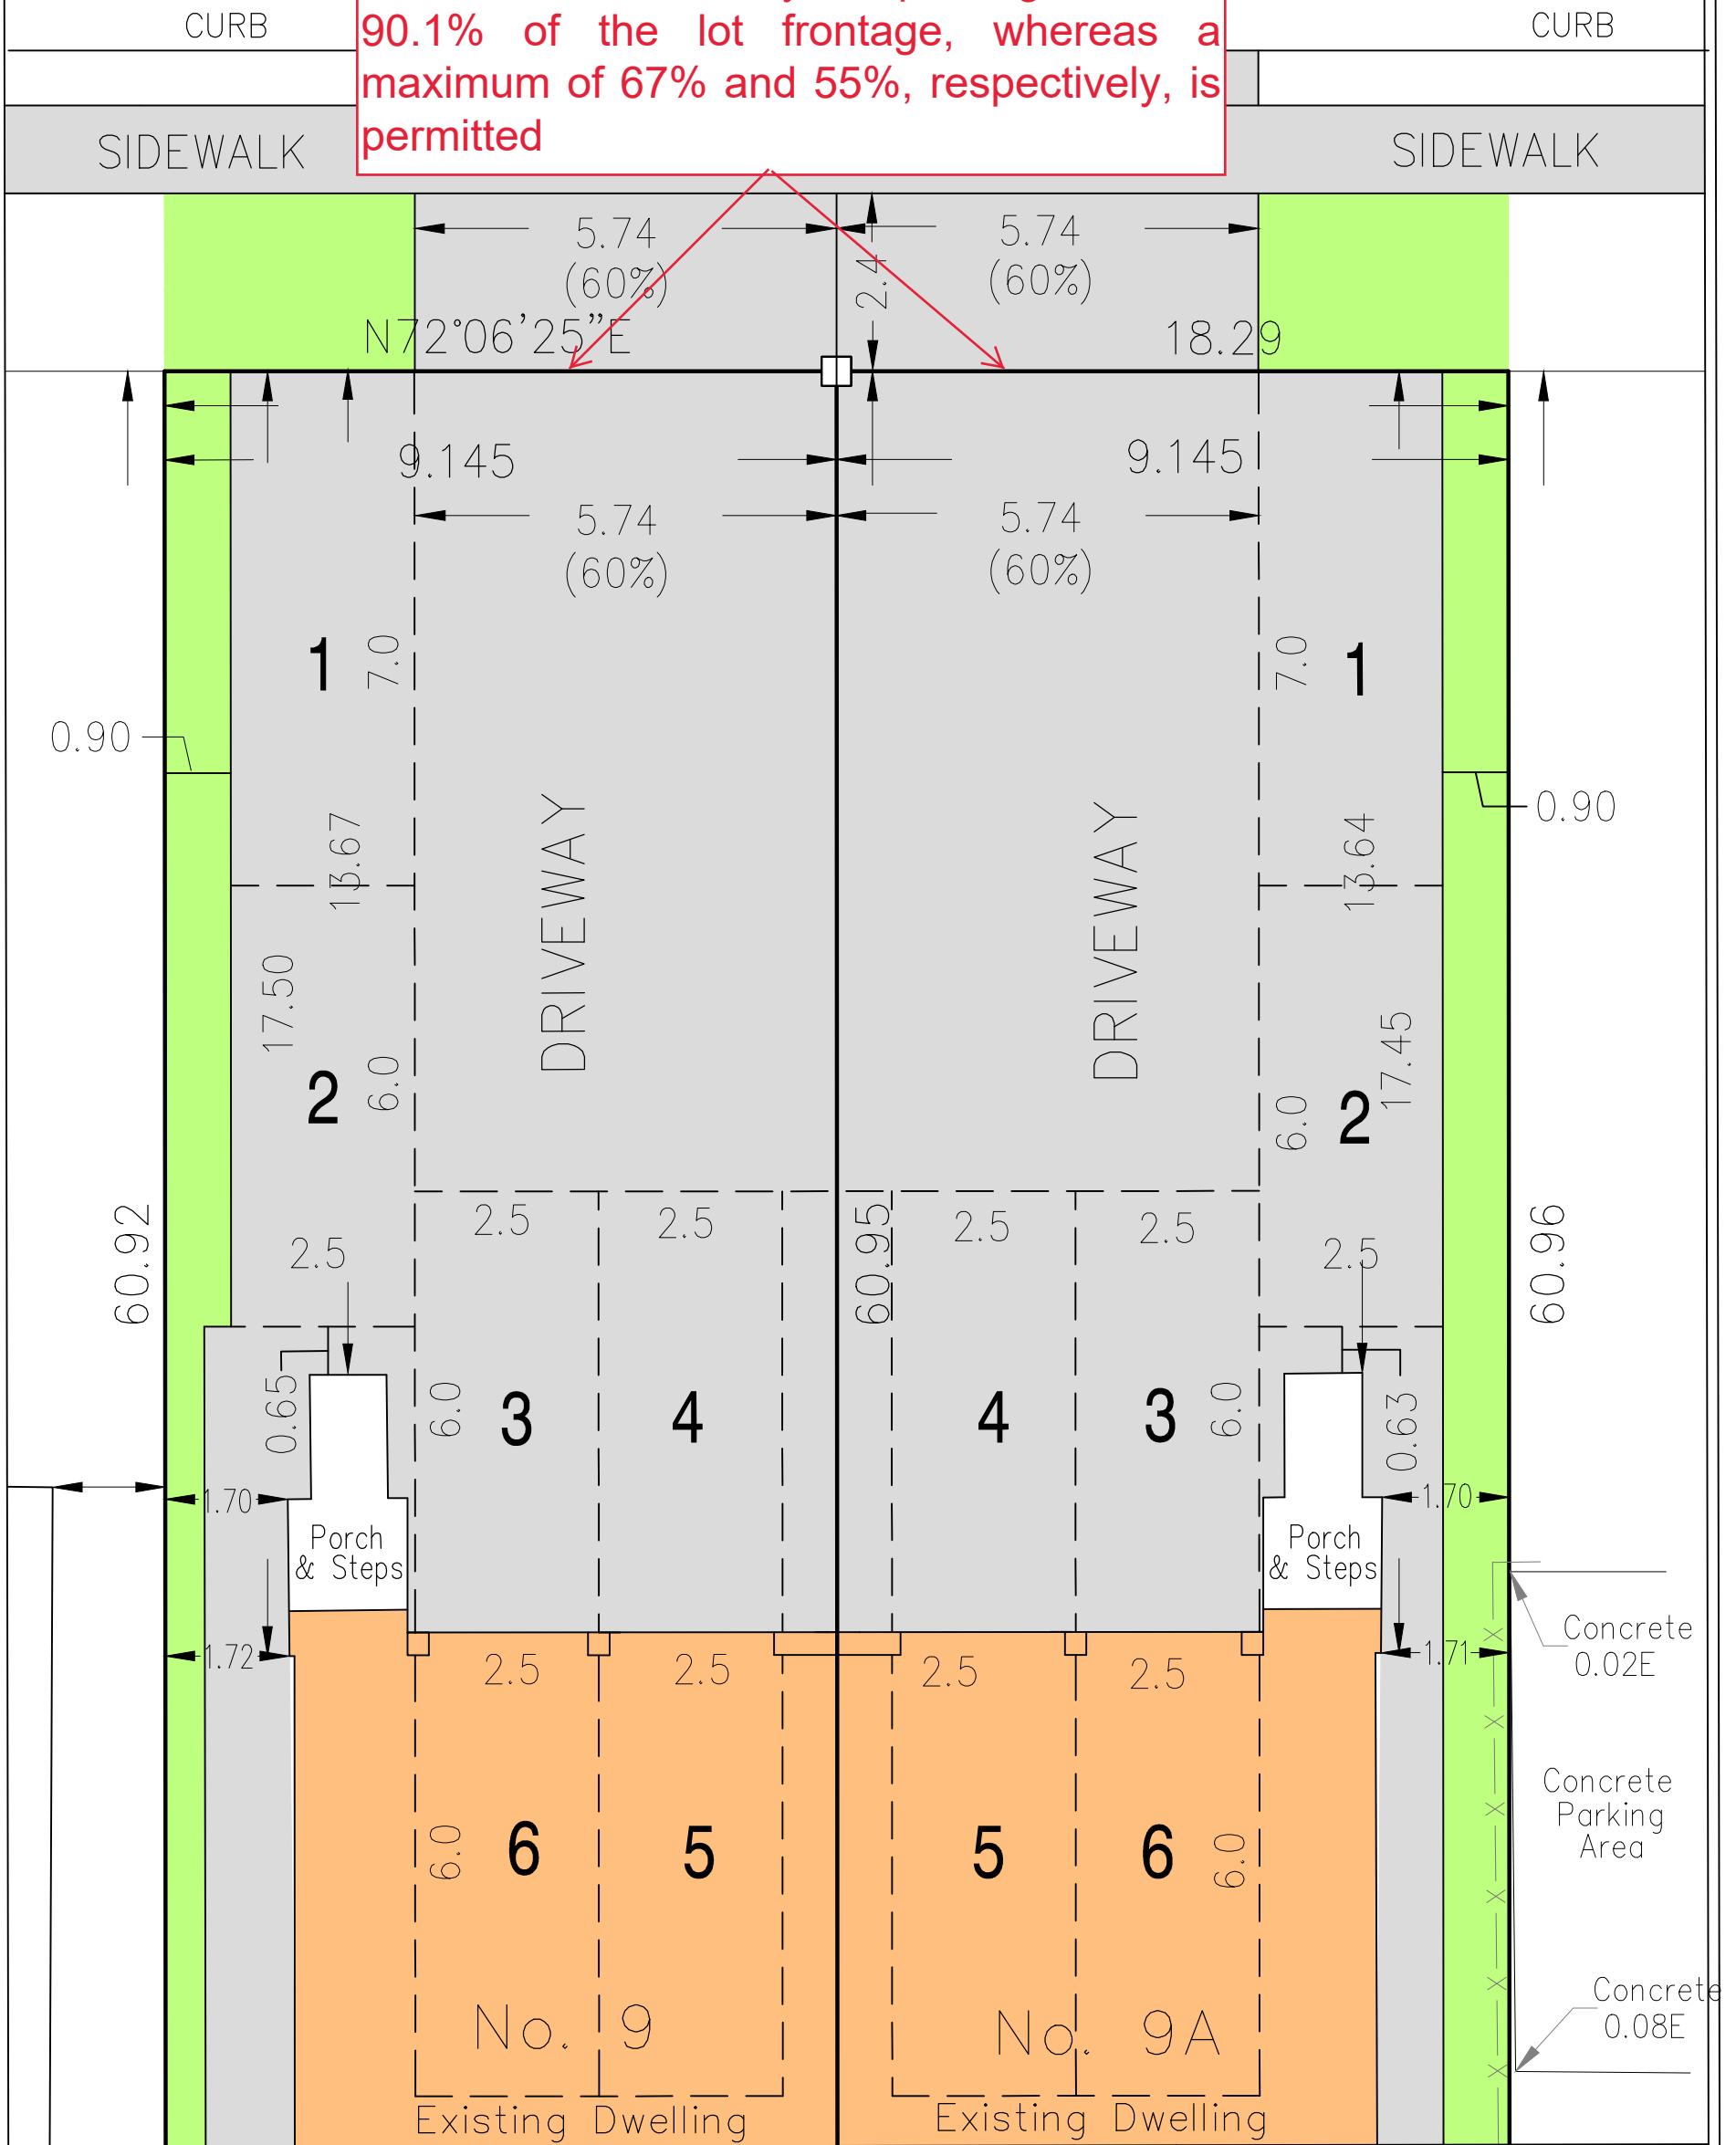 CURB
CURB
90.1% of the lot frontage, whereas a
maximum of 67% and 55%, respectively, is
permitted
SIDEWALK
SIDEWALK
5.74
(60%)
2.4
5.74
(60%)
N72°06'25"E
18.29
9.145
9.145
5.74
(60%)
5.74
(60%)
1
7.0
7.0
1
0.90
0.90
13.67
13.64
DRIVEWAY
DRIVEWAY
17.50
17.45
2
6.0
6.0
2
60.92
60.95
60.96
2.5
2.5
2.5
2.5
2.5
2.5
0.65
6.0
3
4
4
3
6.0
0.63
1.70
1.70
Porch
& Steps
Porch
& Steps
1.72
1.71
Concrete
0.02E
2.5
2.5
2.5
2.5
Concrete
Parking
Area
6.0
6
5
5
6
6.0
No. 9
No. 9A
Concrete
0.08E
Existing Dwelling
Existing Dwelling